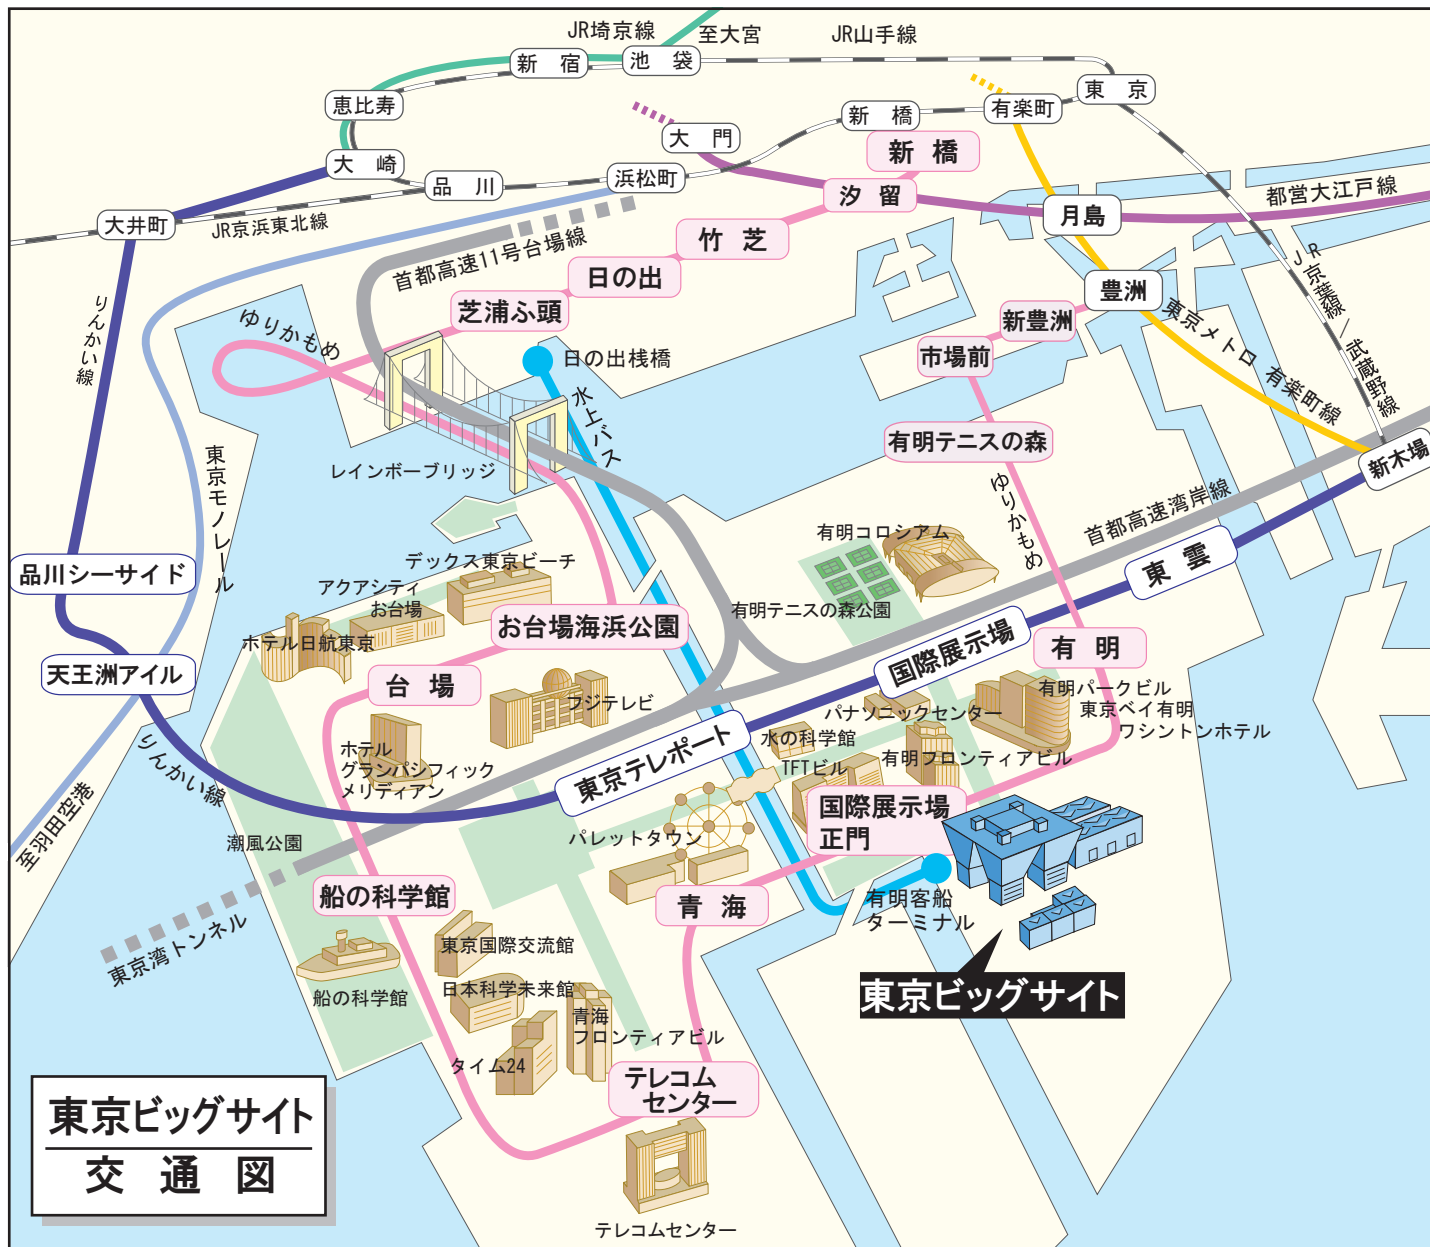 JR埼京線
至大宮
JR山手線
新宿
池袋
恵比寿
東京
有楽町
新橋
大門
新橋
大崎
品川
浜松町
汐留
都営大江戸線
月島
大井町
JR京浜東北線
竹芝
首都高速11号台場線
日の出
豊洲
JR京葉線/武蔵野線
芝浦ふ頭
新豊洲
東京メトロ 有楽町線
りんかい線
ゆりかもめ
日の出桟橋
市場前
水上バス
有明テニスの森
新木場
レインボーブリッジ
東京モノレール
ゆりかもめ
首都高速湾岸線
有明コロシアム
品川シーサイド
デックス東京ビーチ
アクアシティ
お台場
東雲
有明テニスの森公園
お台場海浜公園
ホテル日航東京
国際展示場
有明
天王洲アイル
台場
フジテレビ
有明パークビル
東京ベイ有明
ワシントンホテル
パナソニックセンター
りんかい線
ホテル
グランパシフィック
メリディアン
東京テレポート
水の科学館
有明フロンティアビル
TFTビル
至羽田空港
潮風公園
パレットタウン
国際展示場
正門
船の科学館
青海
有明客船
ターミナル
東京湾トンネル
東京国際交流館
船の科学館
日本科学未来館
東京ビッグサイト
青海
フロンティアビル
タイム24
テレコム
センター
東京ビッグサイト
交通図
テレコムセンター